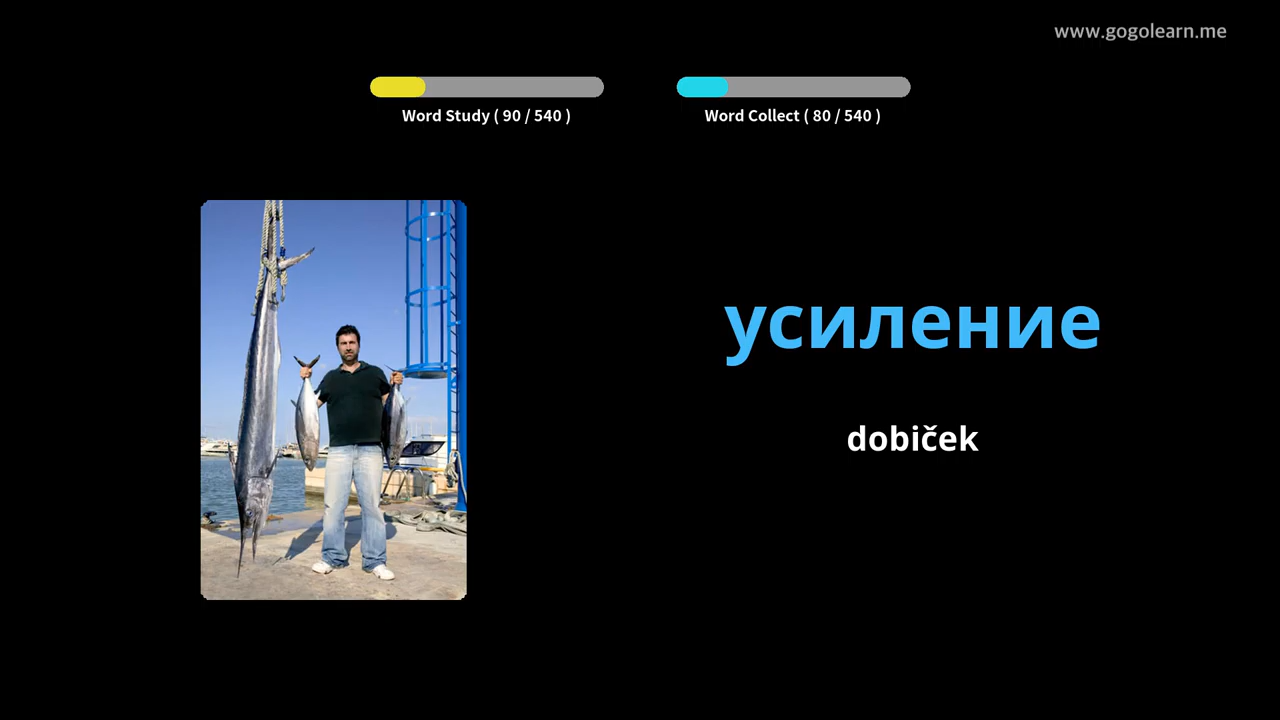 www.gogolearn.me
Word Study ( 90 / 540 )
Word Collect ( 80 / 540 )
усиление
dobiček